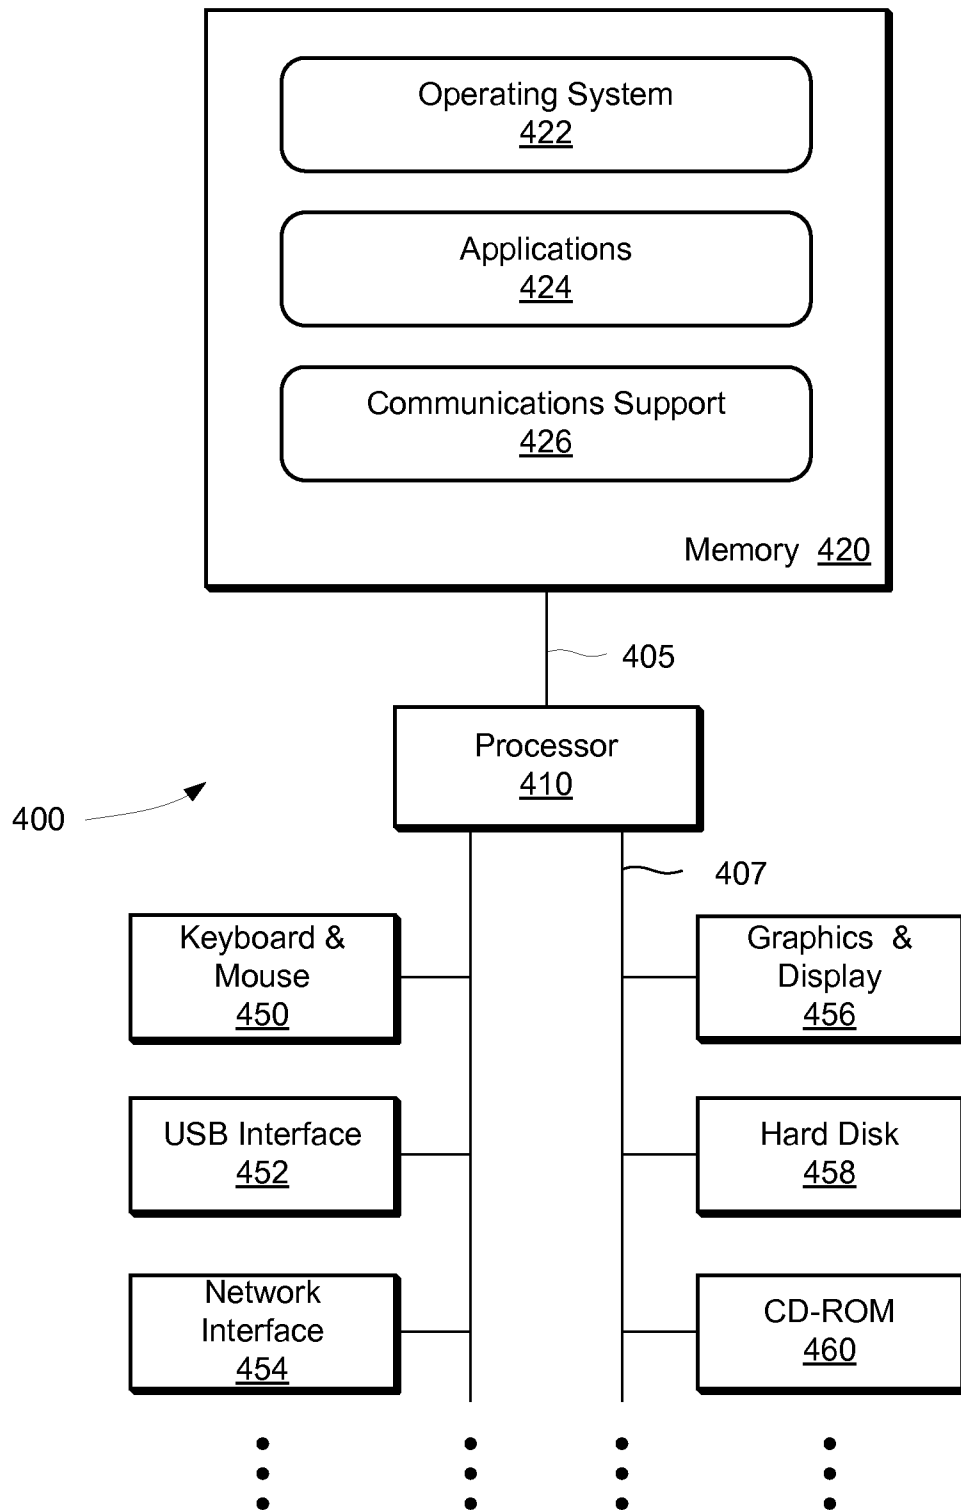 Operating System
422
Applications
424
Communications Support
426
Memory 420
405
Processor
410
400
407
Keyboard &
Mouse
450
Graphics &
Display
456
USB Interface
452
Hard Disk
458
Network
Interface
454
CD-ROM
460